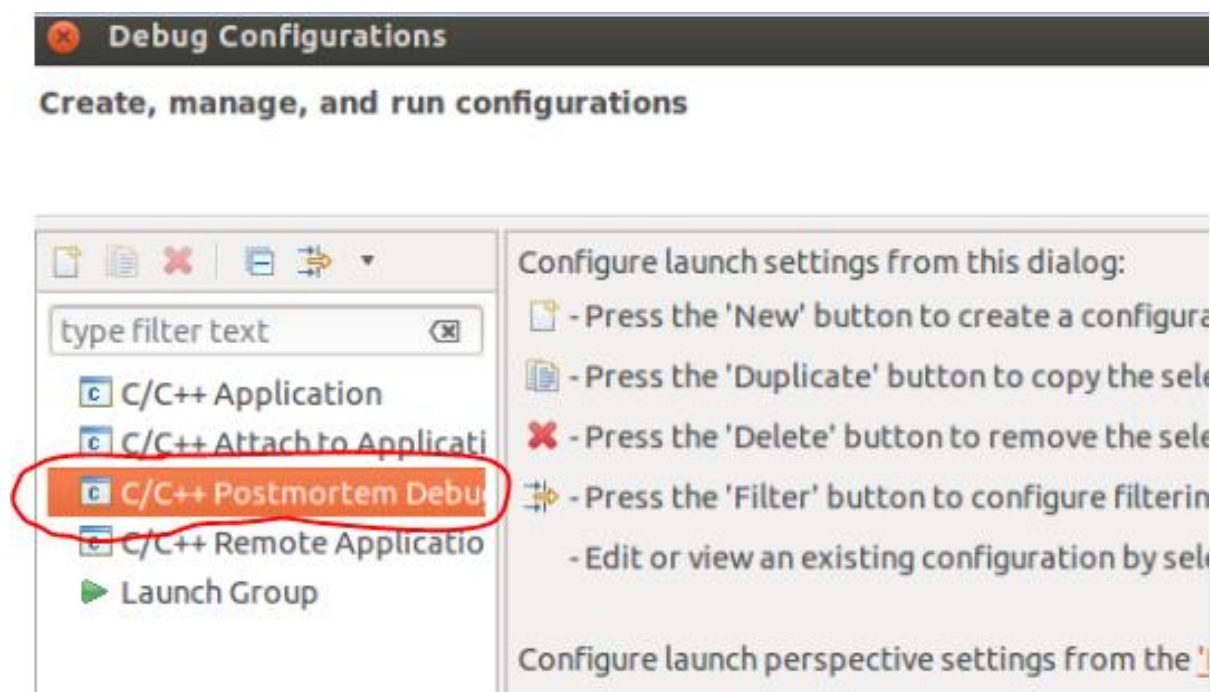 Debug Configurations
Create, manage, and run configurations
type filter text
C/C++ Application
C/C++ Attach to Applicati
C/C++ Postmortem Debu
C/C++ Remote Applicatio
Launch Group
Configure launch settings from this dialog:
- Press the 'New' button to create a configura
- Press the 'Duplicate' button to copy the sele
- Press the 'Delete' button to remove the sele
- Press the 'Filter' button to configure filterin
- Edit or view an existing configuration by sele
Configure launch perspective settings from the '